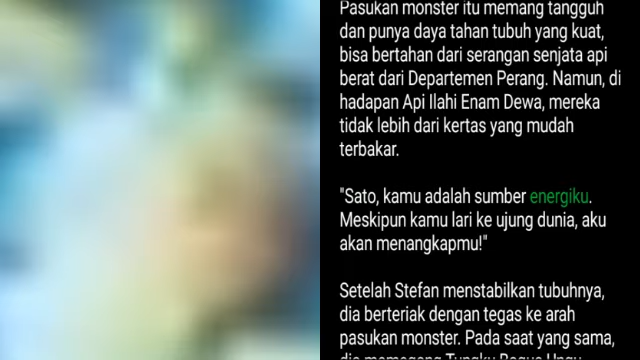 Pasukan monster itu memang tangguh
dan punya daya tahan tubuh yang kuat,
bisa bertahan dari serangan senjata api
berat dari Departemen Perang. Namun, di
hadapan Api Ilahi Enam Dewa, mereka
tidak lebih dari kertas yang mudah
terbakar.
"Sato, kamu adalah sumber energiku.
Meskipun kamu lari ke ujung dunia, aku
akan menangkapmu!"
Setelah Stefan menstabilkan tubuhnya,
dia berteriak dengan tegas ke arah
pasukan monster. Pada saat yang sama,
dia memegang Tungku